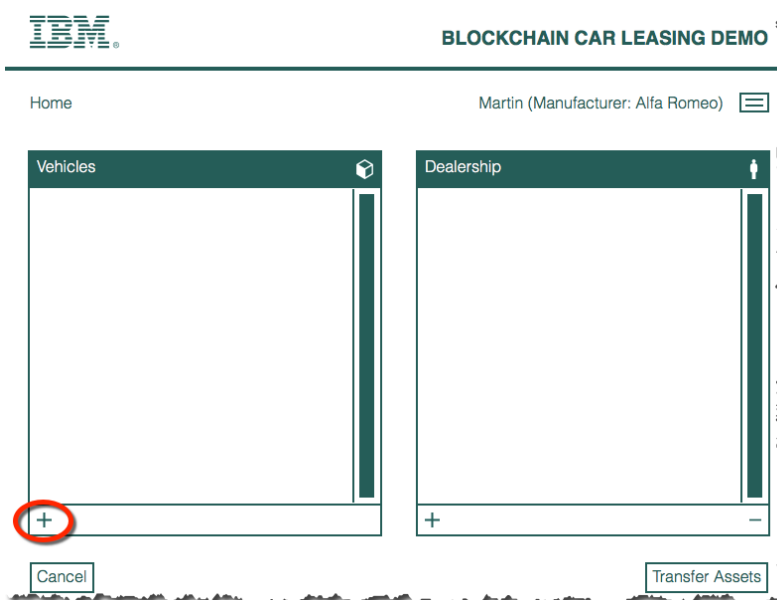 IBM®
BLOCKCHAIN CAR LEASING DEMO
Home
Martin (Manufacturer: Alfa Romeo)
Vehicles
Dealership
+
+ −
Cancel
Transfer Assets